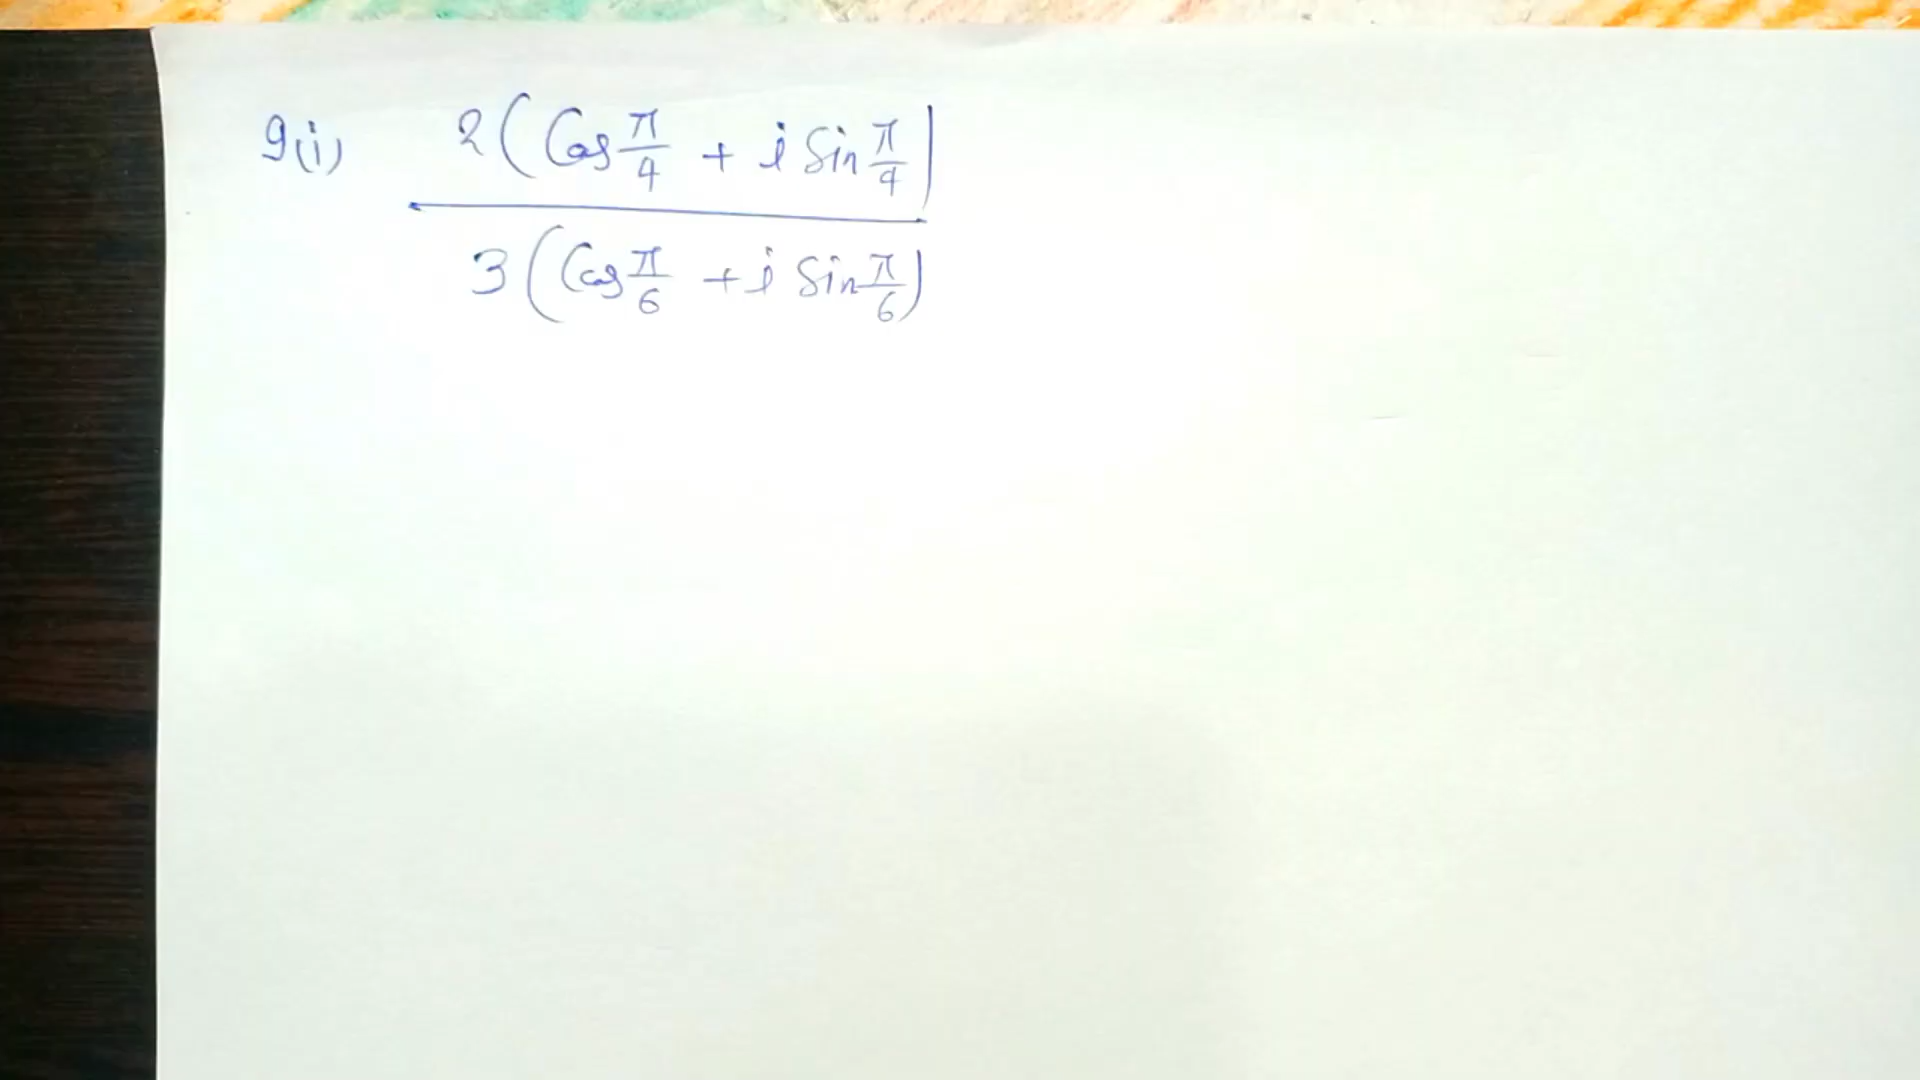 9(i) 2(Cos π/4 + i Sin π/4)
3(Cos π/6 + i Sin π/6)